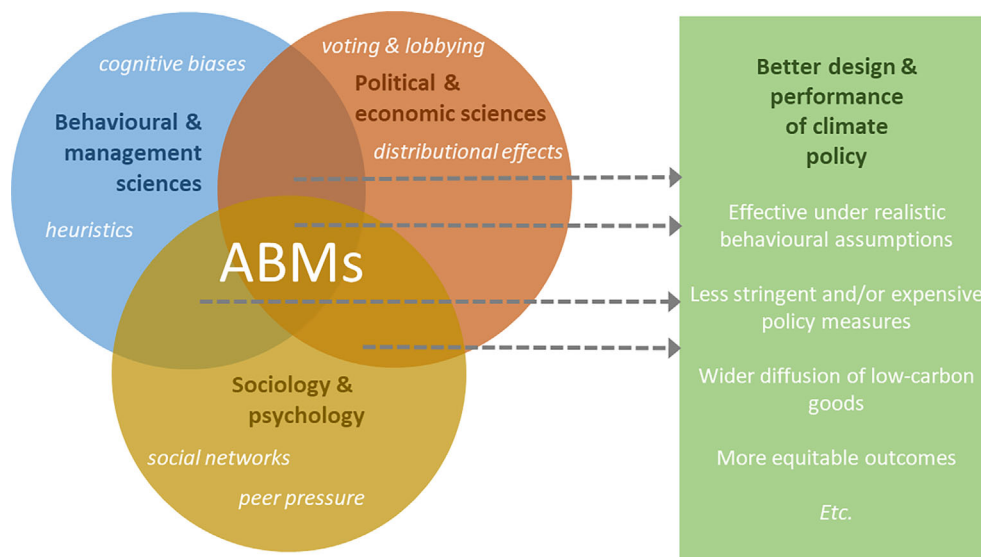 cognitive biases
Behavioural &
management
sciences
heuristics
voting & lobbying
Political &
economic sciences
distributional effects
ABMs
Sociology &
psychology
social networks
peer pressure
Better design &
performance
of climate
policy
Effective under realistic
behavioural assumptions
Less stringent and/or expensive
policy measures
Wider diffusion of low-carbon
goods
More equitable outcomes
Etc.